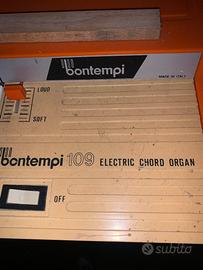 bontempi
MADE IN ITALY
LOUD
SOFT
bontempi 109 ELECTRIC CHORD ORGAN
OFF
subito